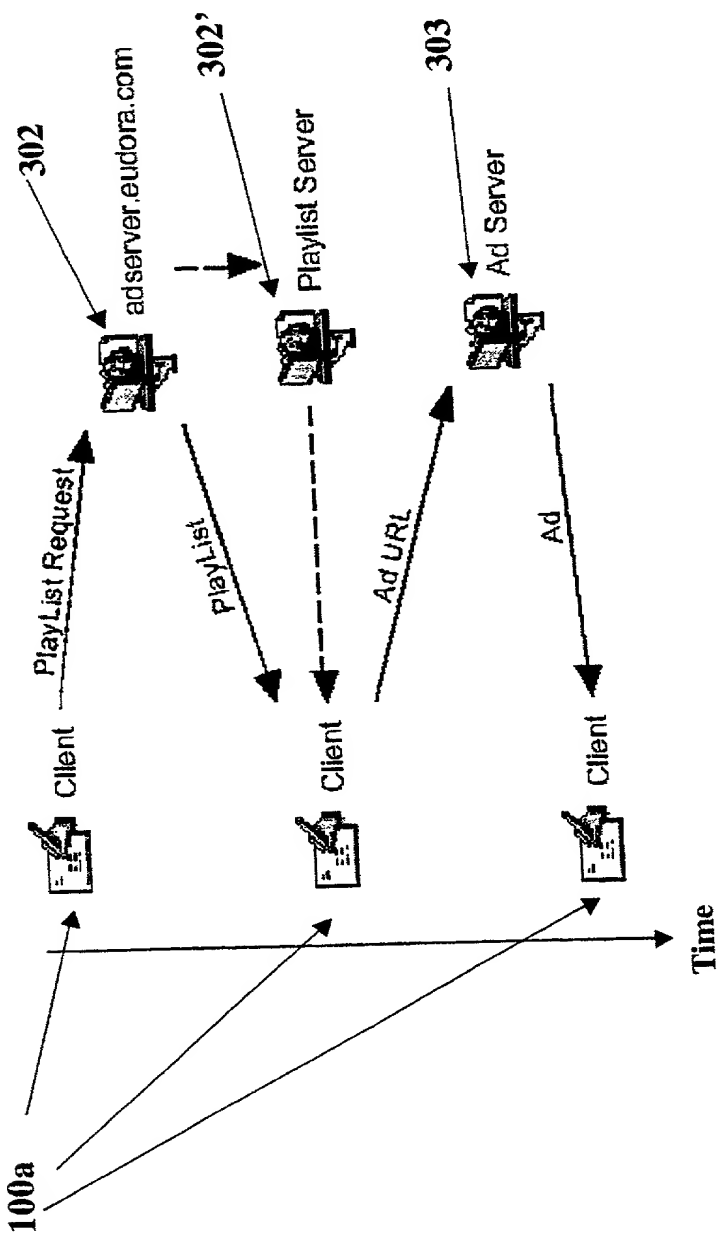 302
adserver.eudora.com
302'
Playlist Server
303
Ad Server
PlayList Request
PlayList
Ad URL
Ad
Client
Client
Client
100a
Time